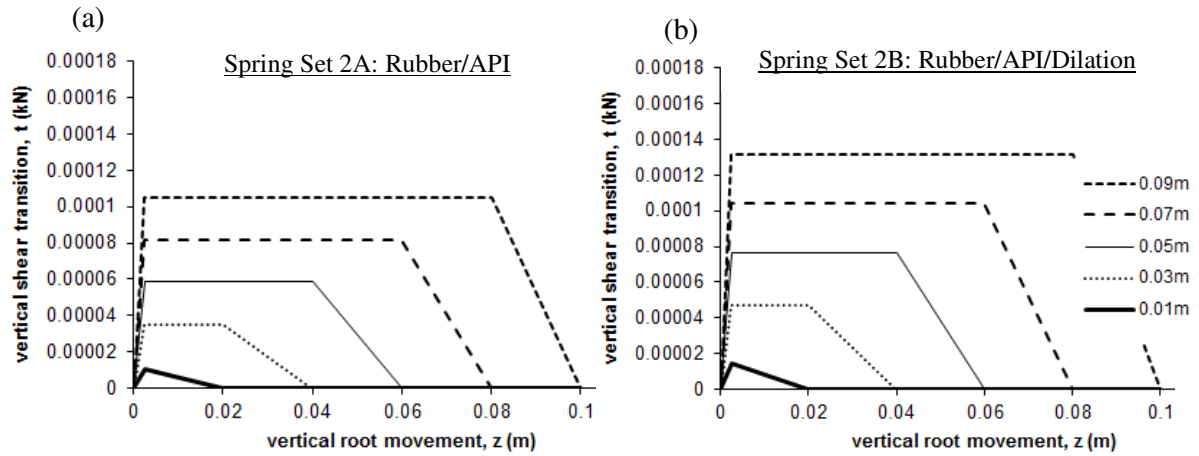 (a)
Spring Set 2A: Rubber/API
0.00018
0.00016
0.00014
0.00012
0.0001
0.00008
0.00006
0.00004
0.00002
0
vertical shear transition, t (kN)
0 0.02 0.04 0.06 0.08 0.1
vertical root movement, z (m)
(b)
Spring Set 2B: Rubber/API/Dilation
0.00018
0.00016
0.00014
0.00012
0.0001
0.00008
0.00006
0.00004
0.00002
0
vertical shear transition, t (kN)
0 0.02 0.04 0.06 0.08 0.1
vertical root movement, z (m)
0.09m
0.07m
0.05m
0.03m
0.01m